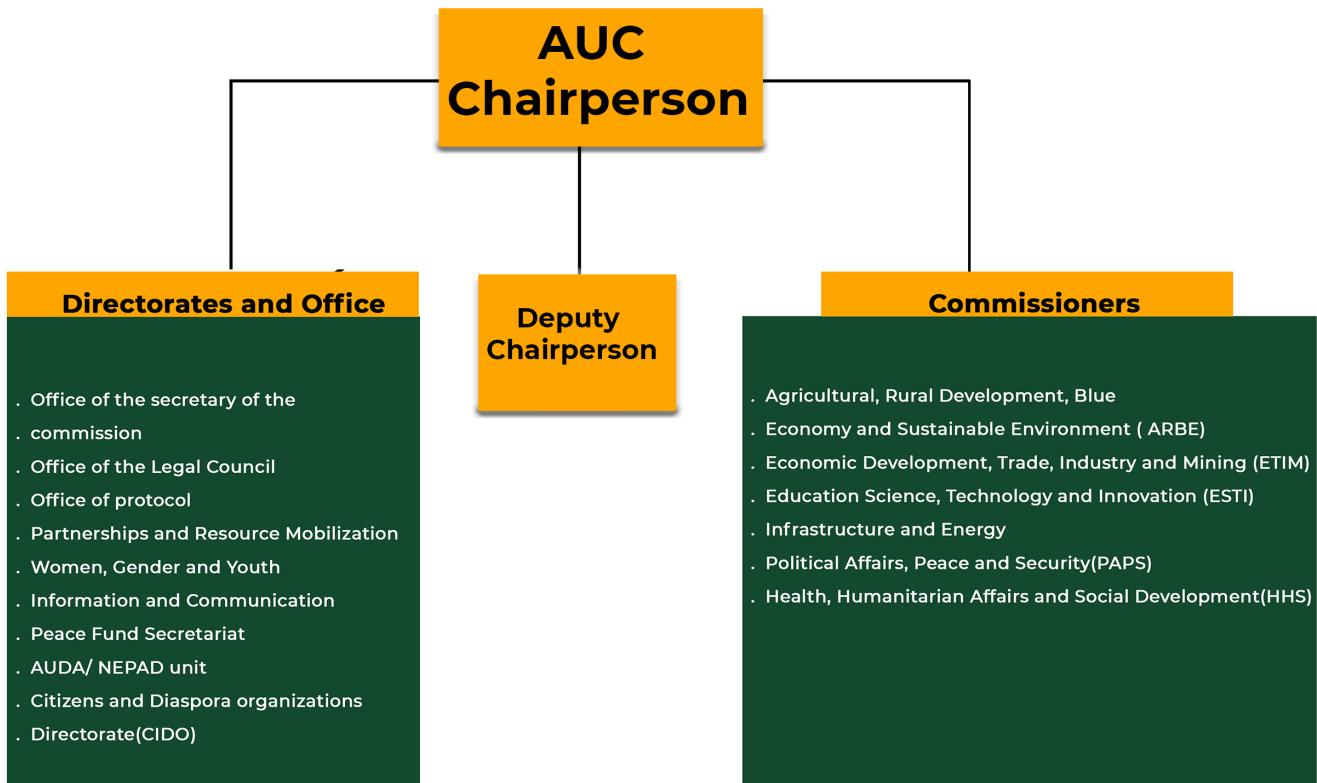 AUC
Chairperson
Directorates and Office
. Office of the secretary of the
. commission
. Office of the Legal Council
. Office of protocol
. Partnerships and Resource Mobilization
. Women, Gender and Youth
. Information and Communication
. Peace Fund Secretariat
. AUDA/ NEPAD unit
. Citizens and Diaspora organizations
. Directorate(CIDO)
Deputy
Chairperson
Commissioners
. Agricultural, Rural Development, Blue
. Economy and Sustainable Environment ( ARBE)
. Economic Development, Trade, Industry and Mining (ETIM)
. Education Science, Technology and Innovation (ESTI)
. Infrastructure and Energy
. Political Affairs, Peace and Security(PAPS)
. Health, Humanitarian Affairs and Social Development(HHS)